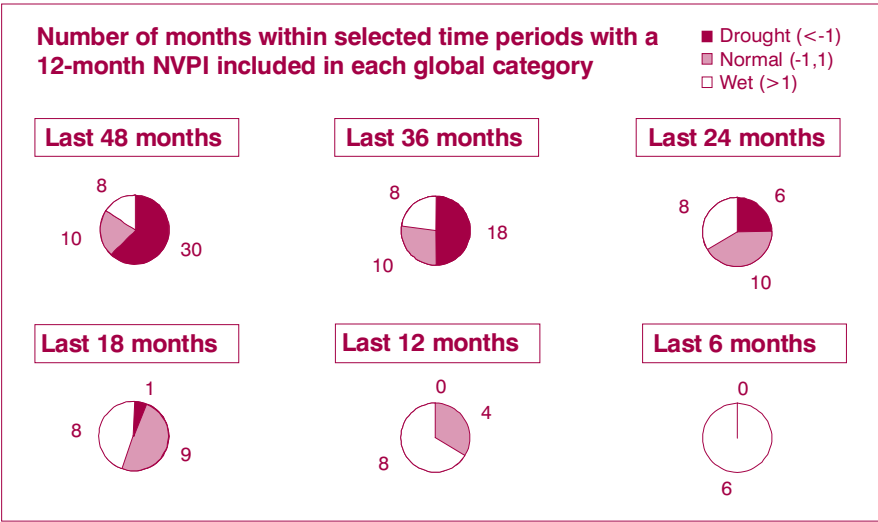 Number of months within selected time periods with a
12-month NVPI included in each global category
Drought (<-1)
Normal (-1,1)
Wet (>1)
Last 48 months
8
10
30
Last 36 months
8
10
18
Last 24 months
8
6
10
Last 18 months
1
8
9
Last 12 months
0
4
8
Last 6 months
0
6